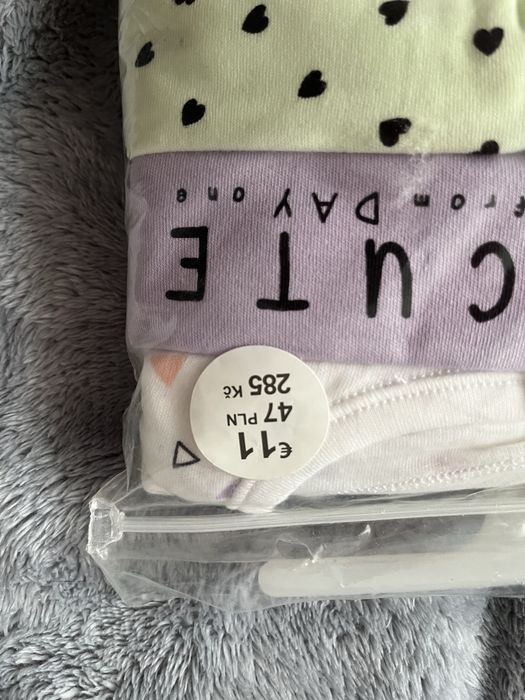 €11
47 PLN
285 Kč
CUTE
from DAY one